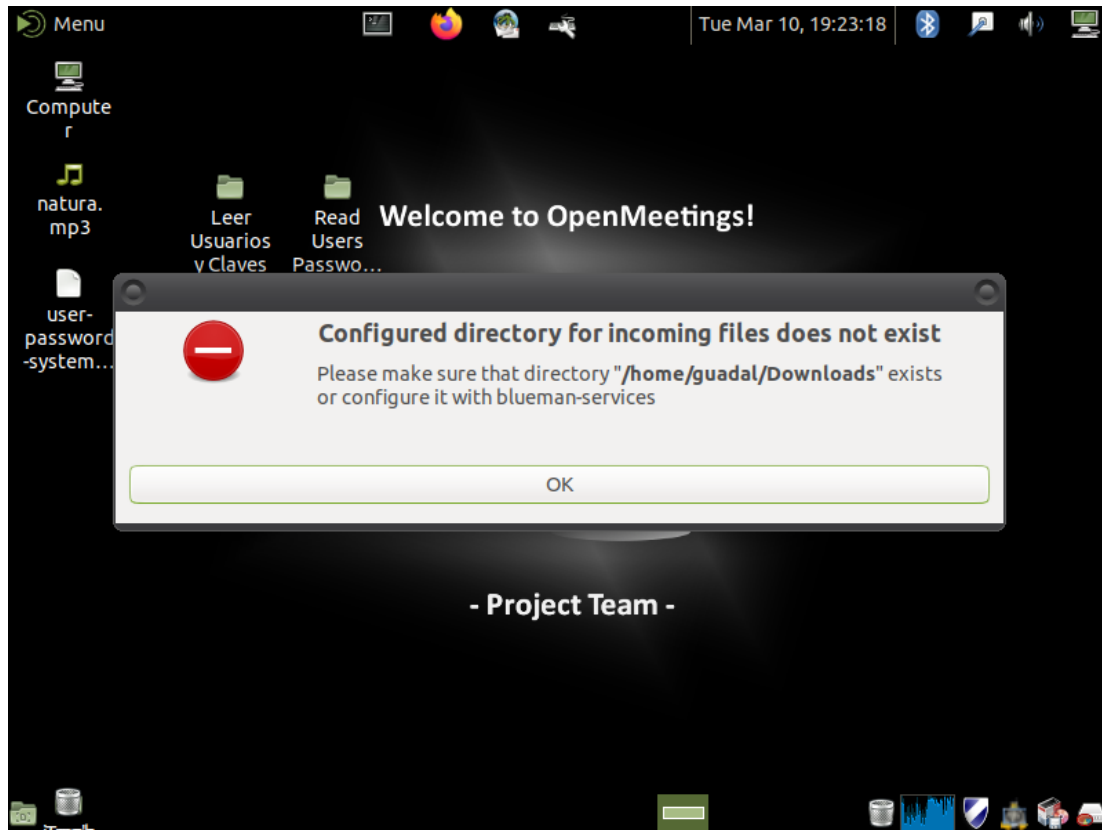 Menu
Tue Mar 10, 19:23:18
Compute
r
natura.
mp3
Leer
Usuarios
y Claves
Read
Users
Passwo...
Welcome to OpenMeetings!
user-
password
-system...
Configured directory for incoming files does not exist
Please make sure that directory "/home/guadal/Downloads" exists
or configure it with blueman-services
OK
- Project Team -